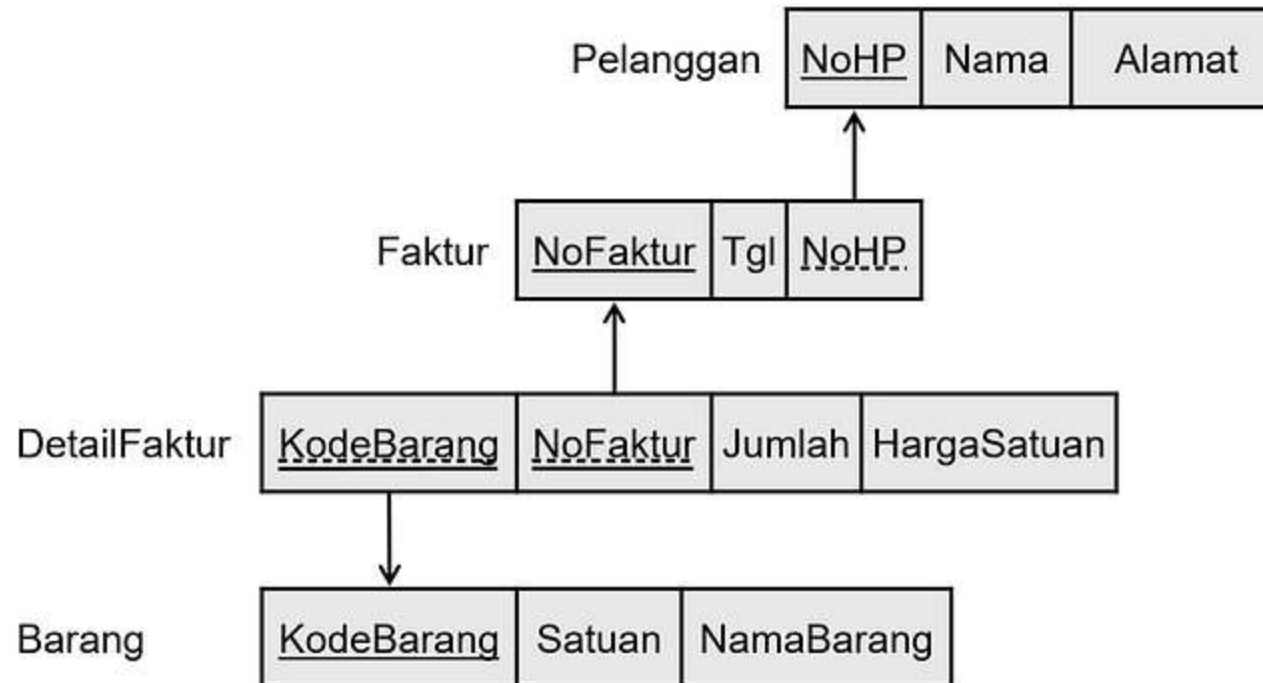 Pelanggan NoHP Nama Alamat
Faktur NoFaktur Tgl NoHP
DetailFaktur KodeBarang NoFaktur Jumlah HargaSatuan
Barang KodeBarang Satuan NamaBarang